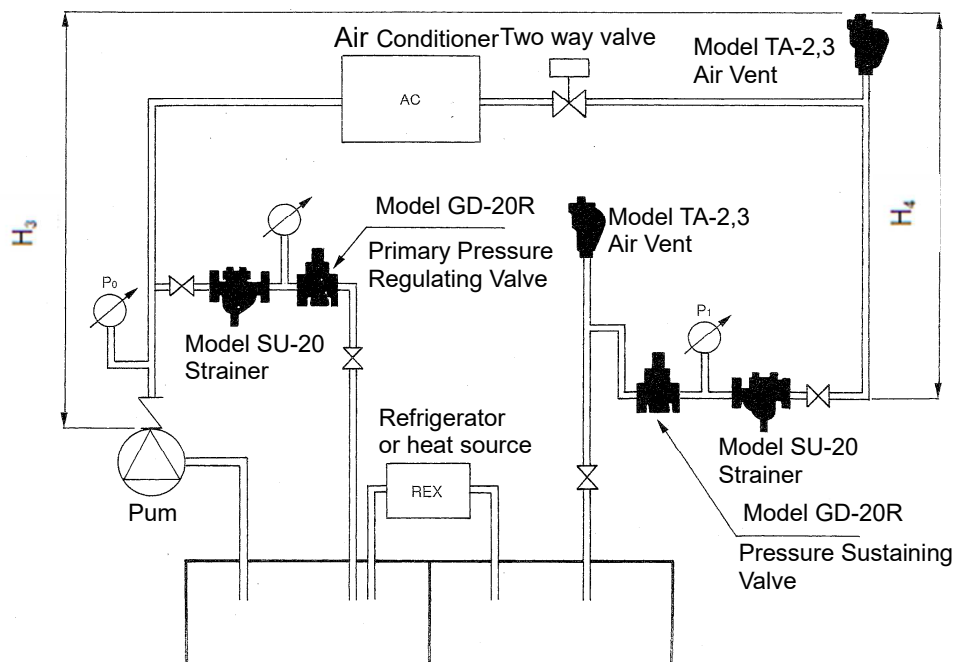 Air Conditioner Two way valve
Model TA-2,3
Air Vent
AC
H3
H4
Model GD-20R
Primary Pressure
Regulating Valve
Model TA-2,3
Air Vent
P0
P1
Model SU-20
Strainer
Refrigerator
or heat source
REX
Model SU-20
Strainer
Pum
Model GD-20R
Pressure Sustaining
Valve